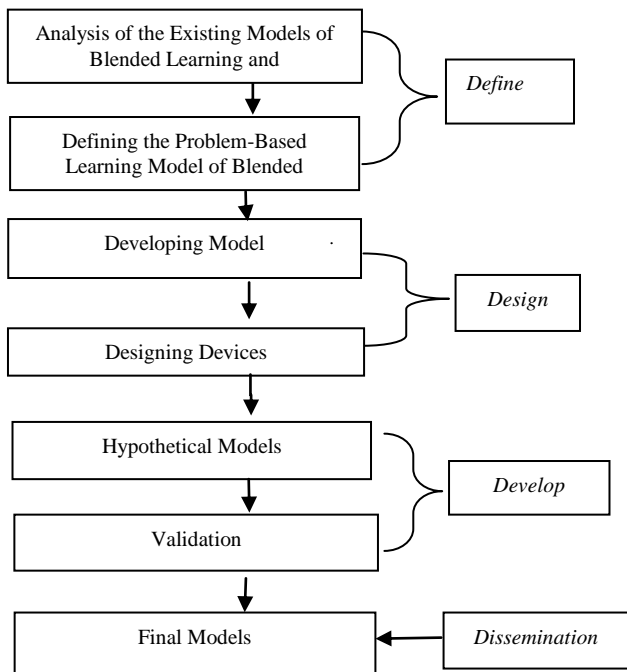 Analysis of the Existing Models of
Blended Learning and
Define
Defining the Problem-Based
Learning Model of Blended
Developing Model
Design
Designing Devices
Hypothetical Models
Develop
Validation
Final Models
Dissemination